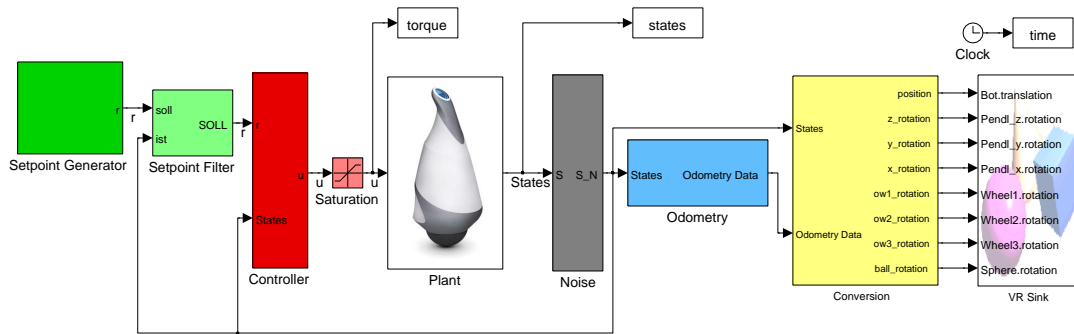 torque
states
time
Clock
r
r
Setpoint Generator
soll
ist
SOLL
r
Setpoint Filter
r
States
u
Controller
u
Saturation
u
Plant
States
S
S_N
Noise
States
Odometry Data
Odometry
States
Odometry Data
position
z_rotation
y_rotation
x_rotation
ow1_rotation
ow2_rotation
ow3_rotation
ball_rotation
Conversion
Bot.translation
Pendl_z.rotation
Pendl_y.rotation
Pendl_x.rotation
Wheel1.rotation
Wheel2.rotation
Wheel3.rotation
Sphere.rotation
VR Sink